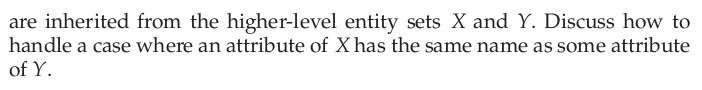 are inherited from the higher-level entity sets X and Y. Discuss how to
handle a case where an attribute of X has the same name as some attribute
of Y.